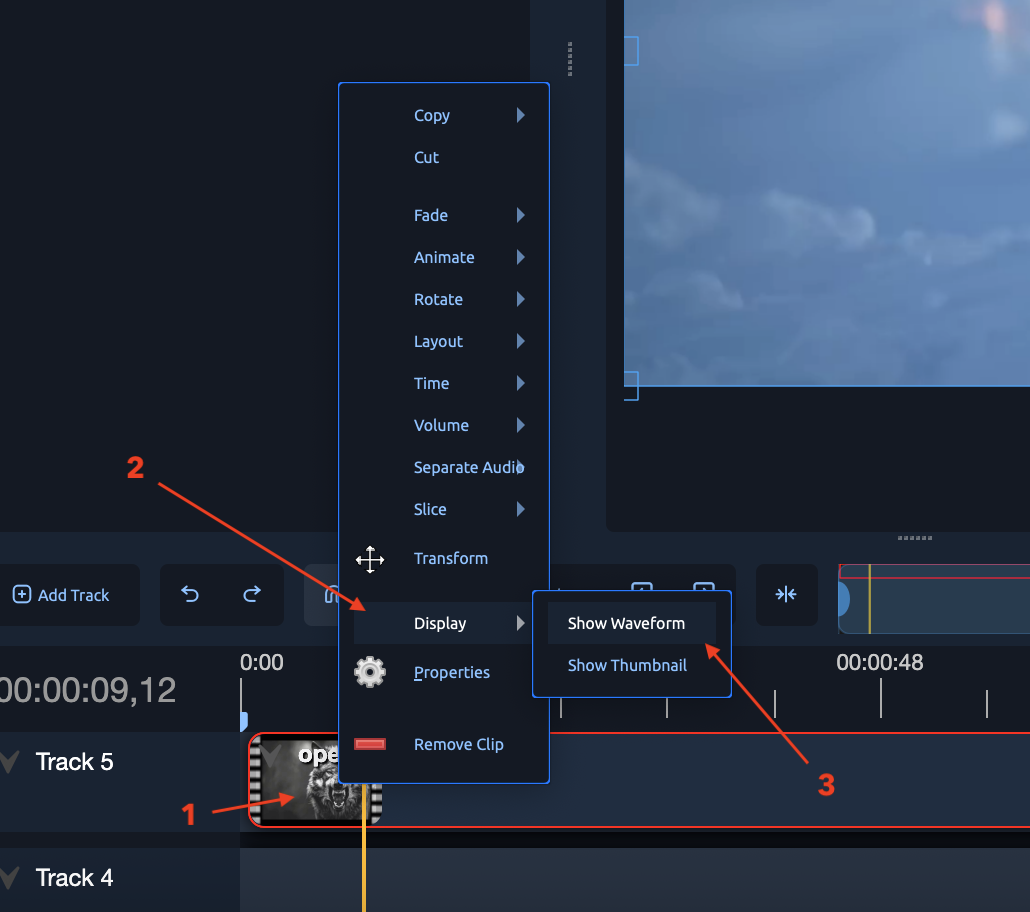 Copy
Cut
Fade
Animate
Rotate
Layout
Time
Volume
Separate Audio
2
Slice
Transform
Add Track
Display
Show Waveform
Show Thumbnail
0:00
00:00:48
00:00:09,12
Properties
Remove Clip
Track 5
ope
3
1
Track 4